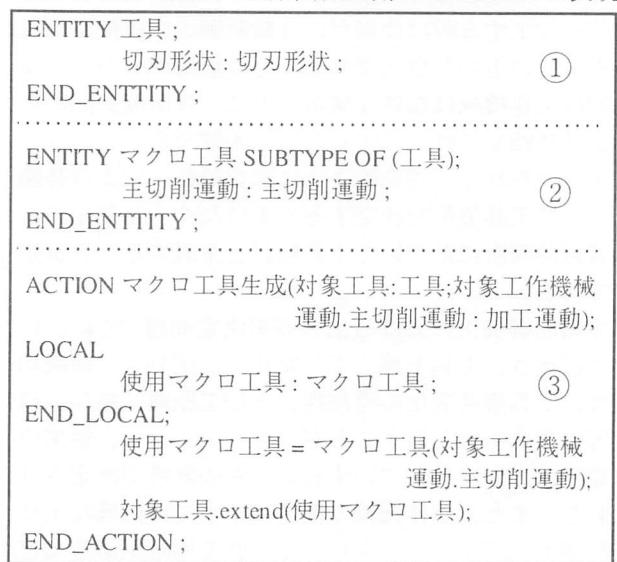 ENTITY 工具 ;
切刃形状 : 切刃形状 ;
①
END_ENTTITY ;
ENTITY マクロ工具 SUBTYPE OF (工具);
主切削運動 : 主切削運動 ;
②
END_ENTTITY ;
ACTION マクロ工具生成(対象工具:工具;対象工作機械
運動.主切削運動 : 加工運動);
LOCAL
使用マクロ工具 : マクロ工具 ;
③
END_LOCAL;
使用マクロ工具 = マクロ工具(対象工作機械
運動.主切削運動);
対象工具.extend(使用マクロ工具);
END_ACTION ;